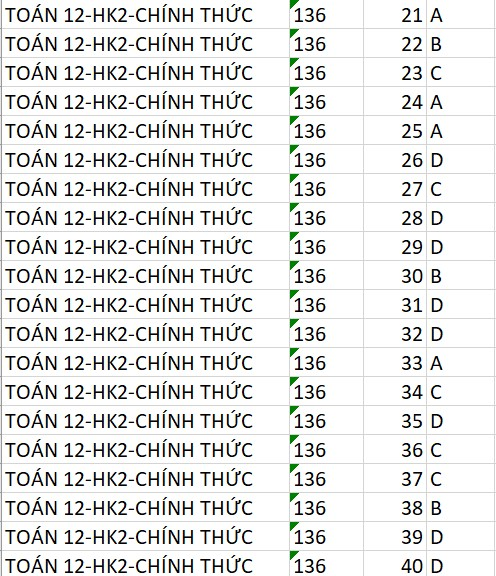 TOÁN 12-HK2-CHÍNH THỨC 136 21 A
TOÁN 12-HK2-CHÍNH THỨC 136 22 B
TOÁN 12-HK2-CHÍNH THỨC 136 23 C
TOÁN 12-HK2-CHÍNH THỨC 136 24 A
TOÁN 12-HK2-CHÍNH THỨC 136 25 A
TOÁN 12-HK2-CHÍNH THỨC 136 26 D
TOÁN 12-HK2-CHÍNH THỨC 136 27 C
TOÁN 12-HK2-CHÍNH THỨC 136 28 D
TOÁN 12-HK2-CHÍNH THỨC 136 29 D
TOÁN 12-HK2-CHÍNH THỨC 136 30 B
TOÁN 12-HK2-CHÍNH THỨC 136 31 D
TOÁN 12-HK2-CHÍNH THỨC 136 32 D
TOÁN 12-HK2-CHÍNH THỨC 136 33 A
TOÁN 12-HK2-CHÍNH THỨC 136 34 C
TOÁN 12-HK2-CHÍNH THỨC 136 35 D
TOÁN 12-HK2-CHÍNH THỨC 136 36 C
TOÁN 12-HK2-CHÍNH THỨC 136 37 C
TOÁN 12-HK2-CHÍNH THỨC 136 38 B
TOÁN 12-HK2-CHÍNH THỨC 136 39 D
TOÁN 12-HK2-CHÍNH THỨC 136 40 D